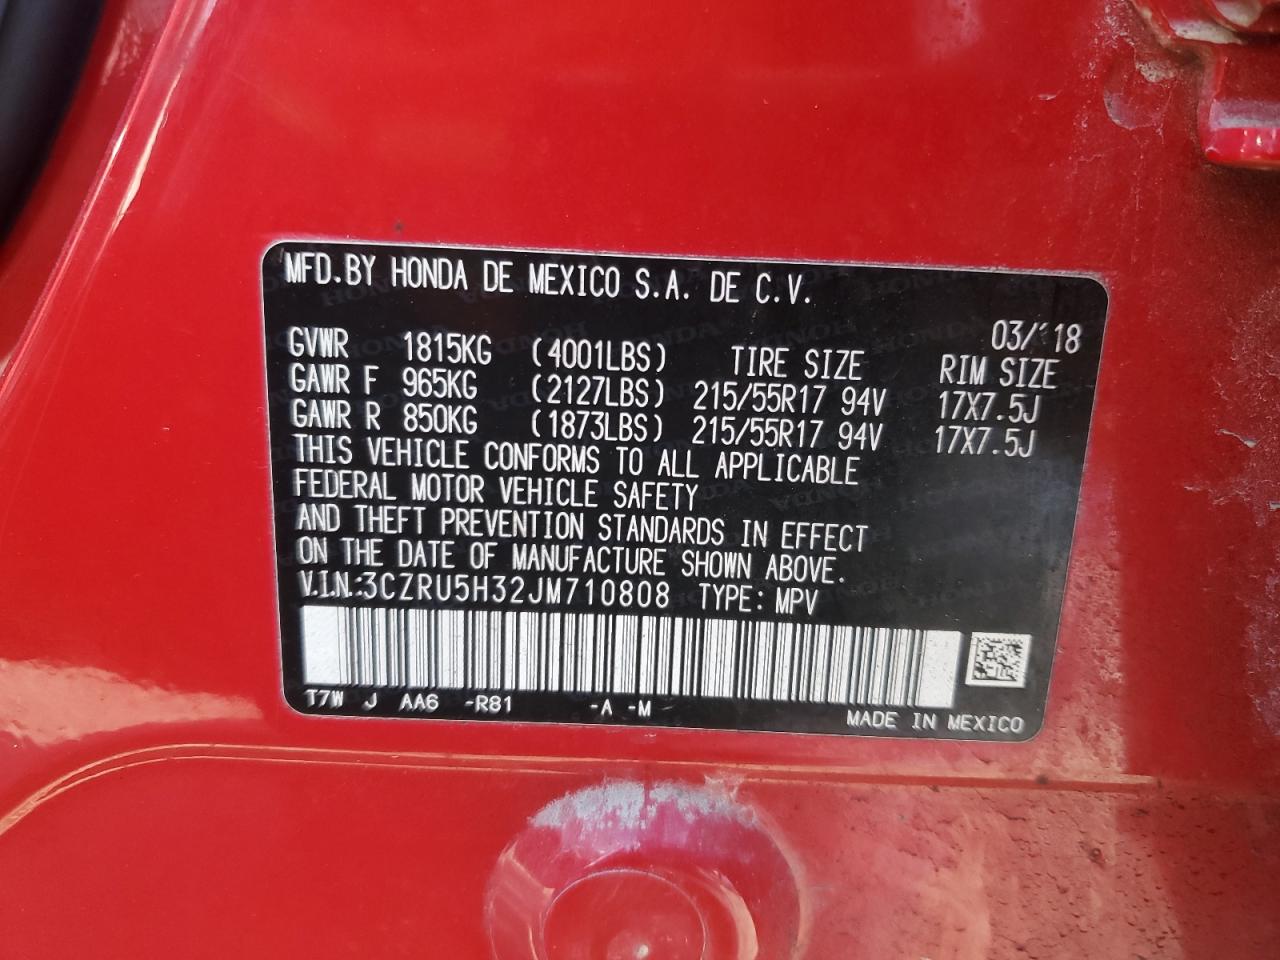 MFD.BY HONDA DE MEXICO S.A. DE C.V.
03/'18
GVWR 1815KG (4001LBS) TIRE SIZE RIM SIZE
GAWR F 965KG (2127LBS) 215/55R17 94V 17X7.5J
GAWR R 850KG (1873LBS) 215/55R17 94V 17X7.5J
THIS VEHICLE CONFORMS TO ALL APPLICABLE
FEDERAL MOTOR VEHICLE SAFETY
AND THEFT PREVENTION STANDARDS IN EFFECT
ON THE DATE OF MANUFACTURE SHOWN ABOVE.
V.I.N.:3CZRU5H32JM710808 TYPE: MPV
T7W J AA6 -R81 -A -M
MADE IN MEXICO